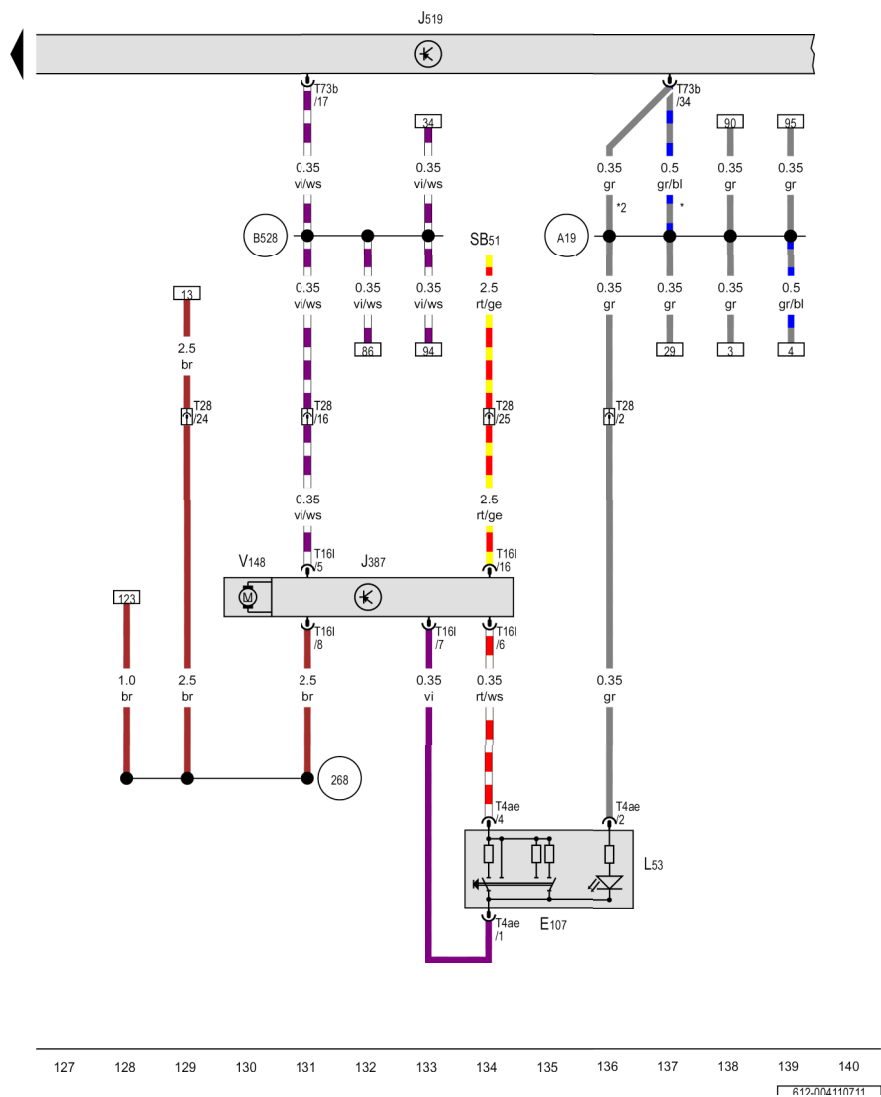 J519
T73b
/17
T73b
/34
34
90
95
0.35
vi/ws
0.35
vi/ws
0.35
gr
0.5
gr/bl
0.35
gr
0.35
gr
*2
*
B528
SB51
A19
0.35
vi/ws
0.35
vi/ws
0.35
vi/ws
2.5
rt/ge
0.35
gr
0.35
gr
0.35
gr
0.5
gr/bl
13
86
94
29
3
4
2.5
br
T28
/24
T28
/16
T28
/25
T28
/2
0.35
vi/ws
2.5
rt/ge
V148
J387
T16l
/5
T16l
/16
M
123
T16l
/8
T16l
/7
T16l
/6
1.0
br
2.5
br
2.5
br
0.35
vi
0.35
rt/ws
0.35
gr
268
T4ae
/4
T4ae
/2
L53
T4ae
/1
E107
127 128 129 130 131 132 133 134 135 136 137 138 139 140
612-004110711